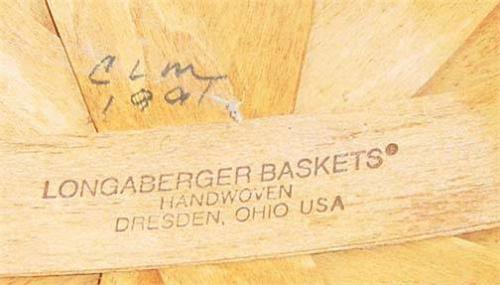 CLM
1991
LONGABERGER BASKETS®
HANDWOVEN
DRESDEN, OHIO USA